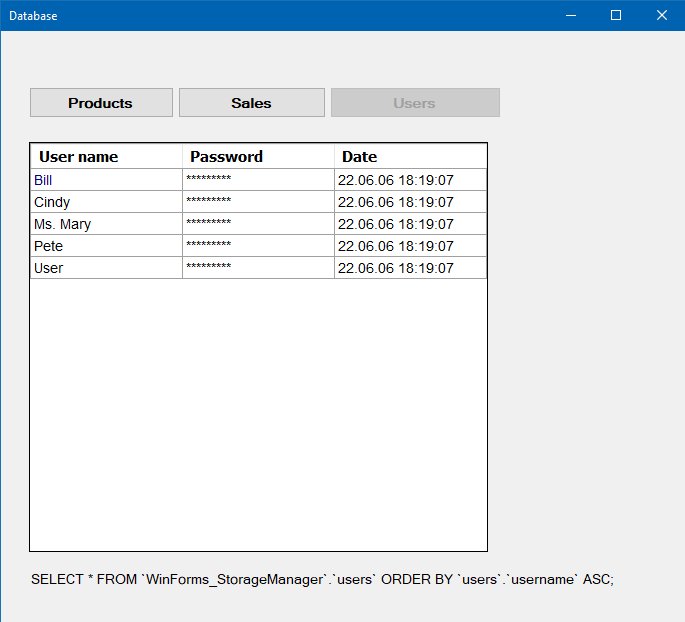 Database
Products Sales Users
User name Password Date
Bill ********* 22.06.06 18:19:07
Cindy ********* 22.06.06 18:19:07
Ms. Mary ********* 22.06.06 18:19:07
Pete ********* 22.06.06 18:19:07
User ********* 22.06.06 18:19:07
SELECT * FROM `WinForms_StorageManager`.`users` ORDER BY `users`.`username` ASC;